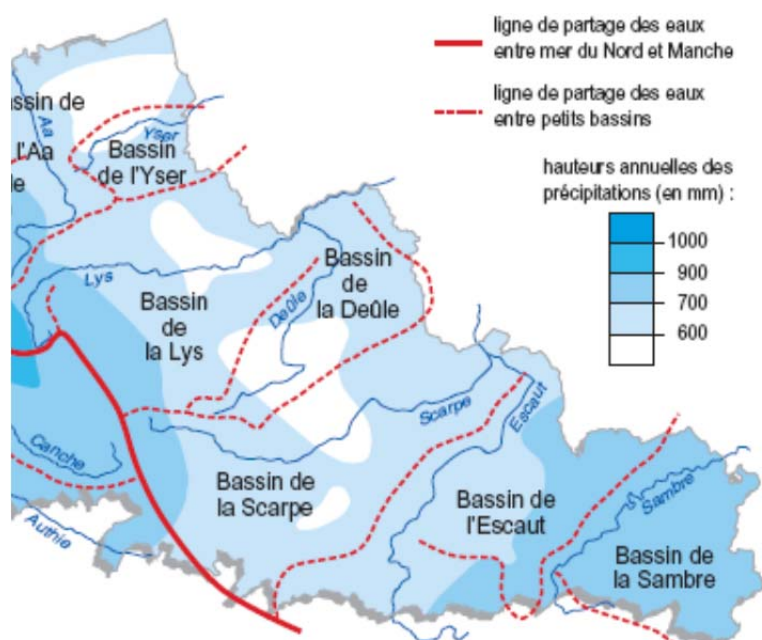 ligne de partage des eaux
entre mer du Nord et Manche
ligne de partage des eaux
entre petits bassins
hauteurs annuelles des
précipitations (en mm) :
1000
900
700
600
de
Aa
l'Aa
Yser
Bassin
de l'Yser
Lys
Bassin
de
la Lys
Deûle
Bassin
de
la Deûle
Canche
Authie
Scarpe
Bassin de
la Scarpe
Escaut
Bassin de
l'Escaut
Sambre
Bassin de
la Sambre